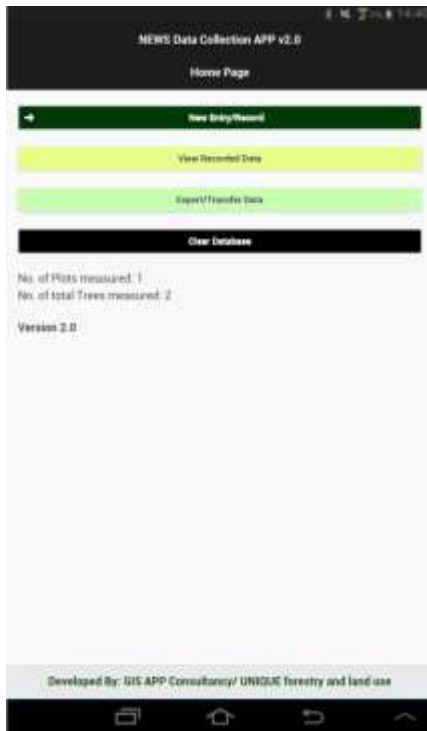 NEWS Data Collection APP v2.0
Home Page
New Entry/Record
View Recorded Data
Export/Transfer Data
Clear Database
No. of Plots measured: 1
No. of total Trees measured: 2
Version 2.0
Developed By: GIS APP Consultancy/ UNIQUE forestry and land use